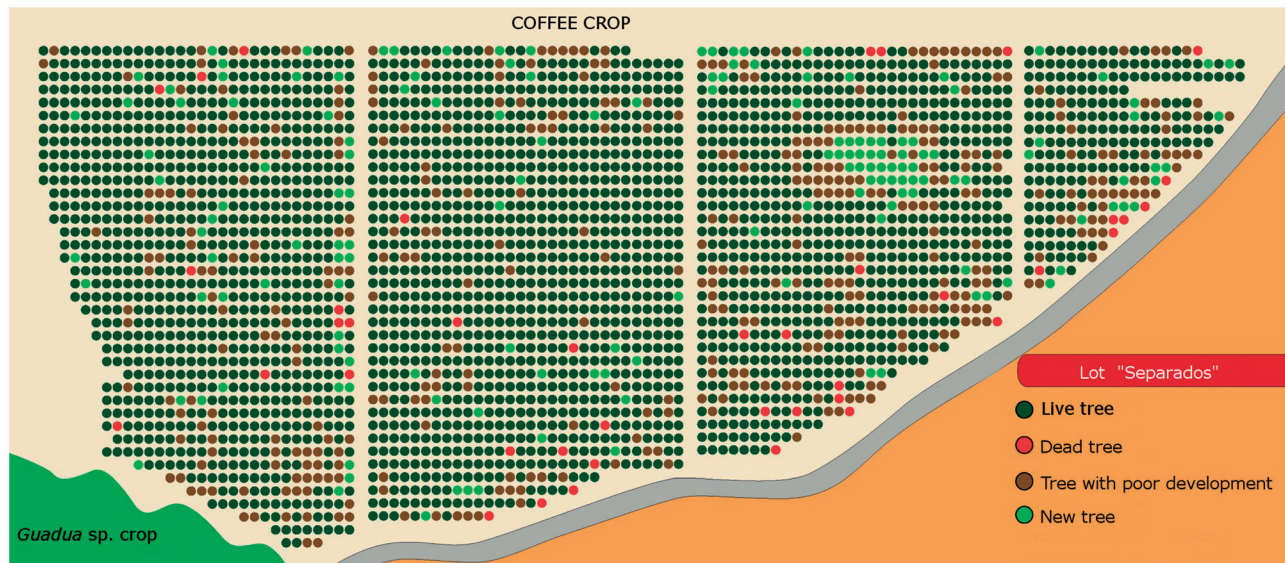 COFFEE CROP
Lot "Separados"
Live tree
Dead tree
Tree with poor development
New tree
Guadua sp. crop